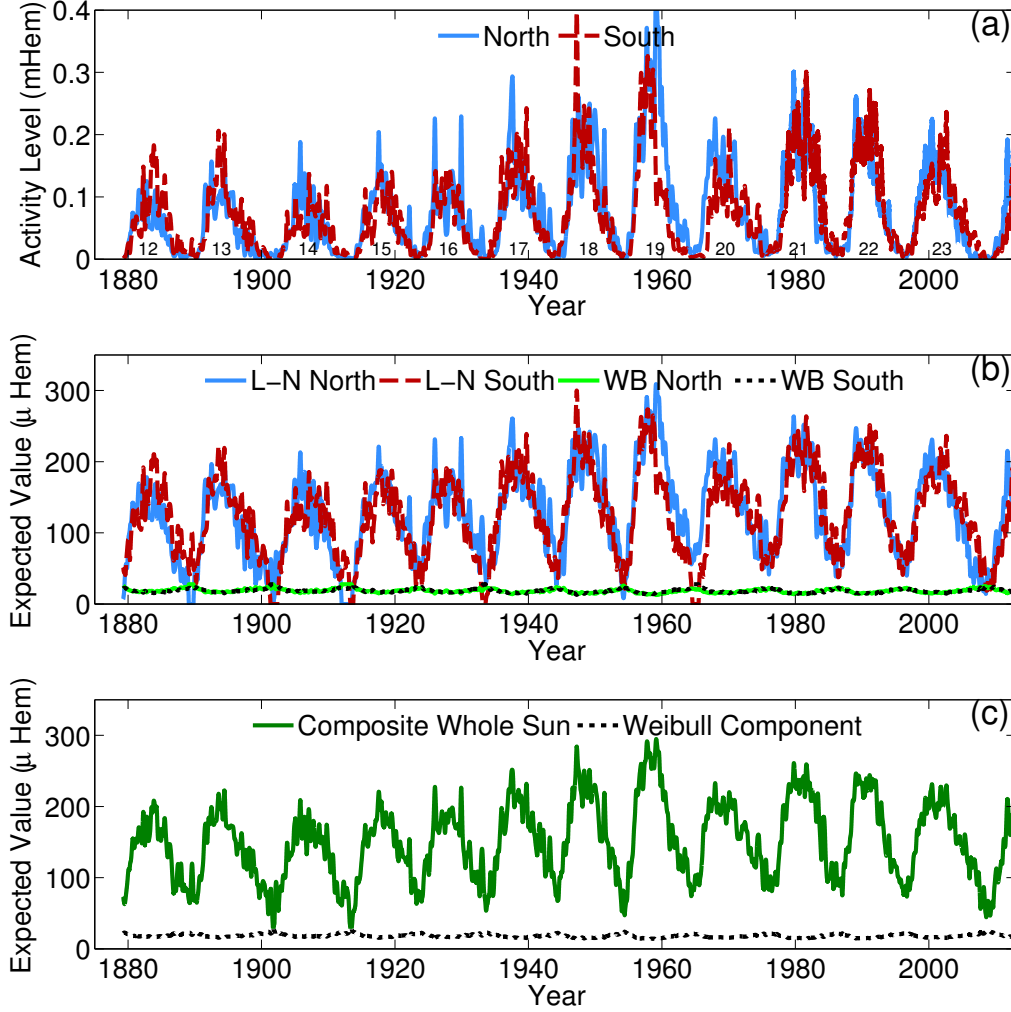 (a)
North South
Activity Level (mHem)
0.4
0.3
0.2
0.1
0
12 13 14 15 16 17 18 19 20 21 22 23
1880 1900 1920 1940 1960 1980 2000
Year
(b)
L−N North L−N South WB North WB South
Expected Value (μ Hem)
300
200
100
0
1880 1900 1920 1940 1960 1980 2000
Year
(c)
Composite Whole Sun Weibull Component
Expected Value (μ Hem)
300
200
100
0
1880 1900 1920 1940 1960 1980 2000
Year